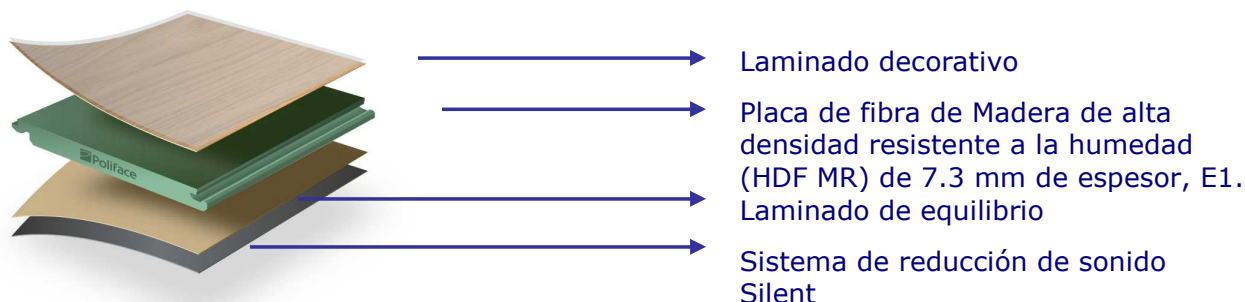 Laminado decorativo
Placa de fibra de Madera de alta
densidad resistente a la humedad
(HDF MR) de 7.3 mm de espesor, E1.
Poliface
Laminado de equilibrio
Sistema de reducción de sonido
Silent